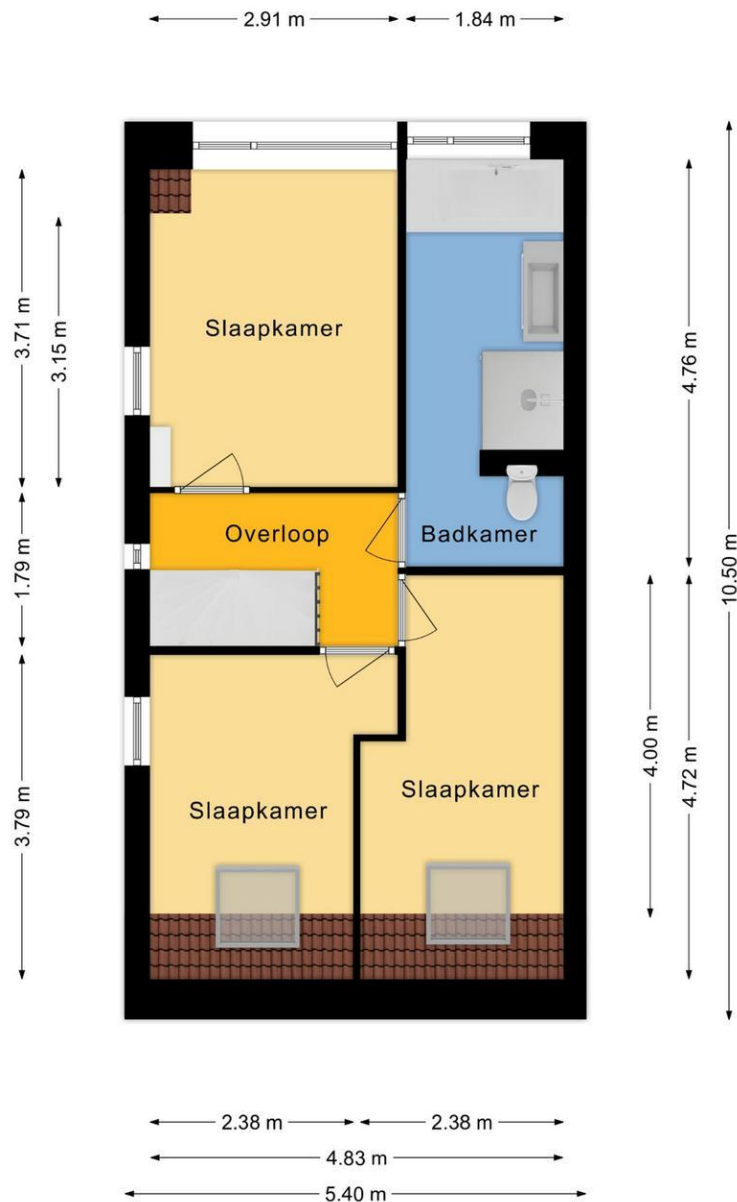 2.91 m
1.84 m
Slaapkamer
3.71 m
3.15 m
4.76 m
Overloop
Badkamer
1.79 m
10.50 m
Slaapkamer
Slaapkamer
3.79 m
4.00 m
4.72 m
2.38 m
2.38 m
4.83 m
5.40 m